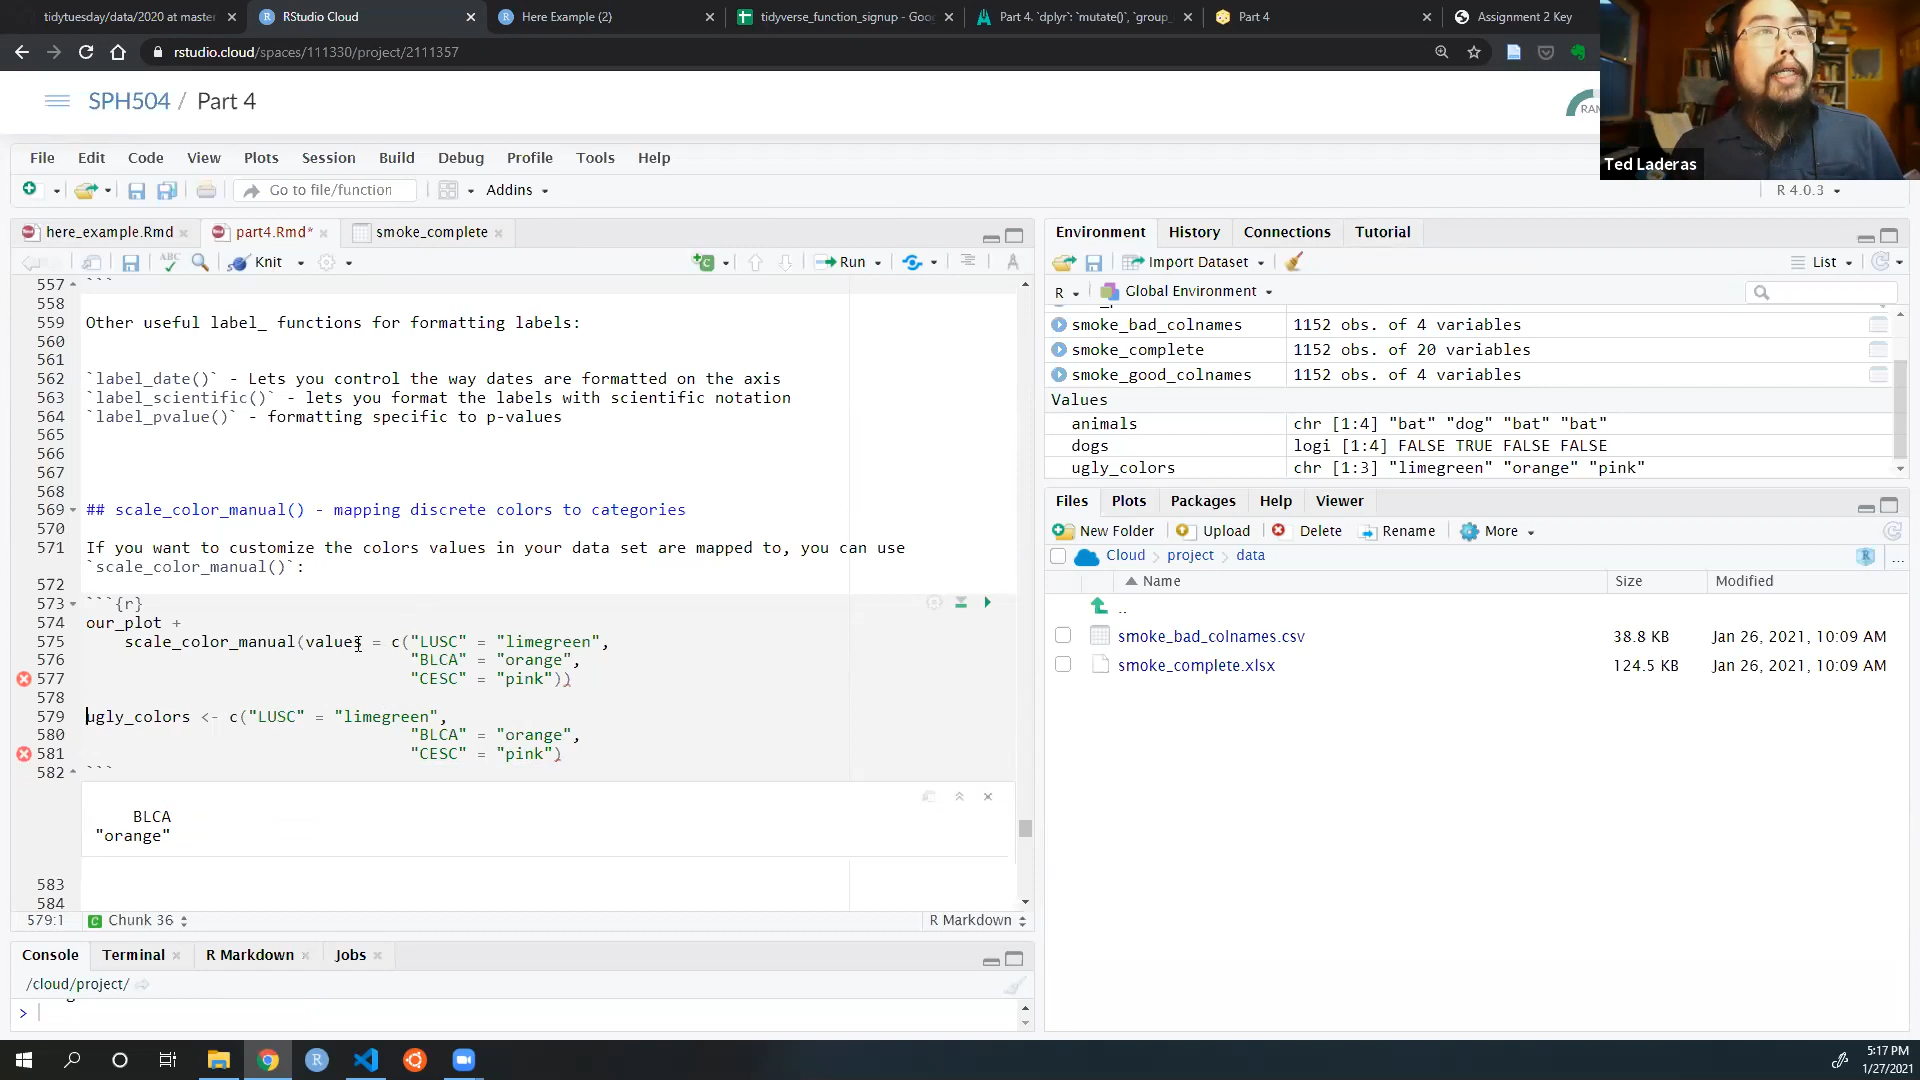 tidytuesday/data/2020 at master
RStudio Cloud
Here Example (2)
tidyverse_function_signup - Goo
Part 4. `dplyr`: `mutate()`, `group_
Part 4
Assignment 2 Key
rstudio.cloud/spaces/111330/project/2111357
SPH504 / Part 4
RAM
Ted Laderas
File Edit Code View Plots Session Build Debug Profile Tools Help
Go to file/function
Addins
R 4.0.3
here_example.Rmd
part4.Rmd*
smoke_complete
Knit
Run
557 ```
558
559 Other useful label_ functions for formatting labels:
560
561
562 `label_date()` - Lets you control the way dates are formatted on the axis
563 `label_scientific()` - lets you format the labels with scientific notation
564 `label_pvalue()` - formatting specific to p-values
565
566
567
568
569 ## scale_color_manual() - mapping discrete colors to categories
570
571 If you want to customize the colors values in your data set are mapped to, you can use
`scale_color_manual()`:
572
573 ```{r}
574 our_plot +
575 scale_color_manual(values = c("LUSC" = "limegreen",
576 "BLCA" = "orange",
577 "CESC" = "pink"))
578
579 ugly_colors <- c("LUSC" = "limegreen",
580 "BLCA" = "orange",
581 "CESC" = "pink")
582 ```
BLCA
"orange"
583
584
579:1
Chunk 36
R Markdown
Console Terminal R Markdown Jobs
/cloud/project/
>
Environment History Connections Tutorial
Import Dataset
List
R
Global Environment
smoke_bad_colnames 1152 obs. of 4 variables
smoke_complete 1152 obs. of 20 variables
smoke_good_colnames 1152 obs. of 4 variables
Values
animals chr [1:4] "bat" "dog" "bat" "bat"
dogs logi [1:4] FALSE TRUE FALSE FALSE
ugly_colors chr [1:3] "limegreen" "orange" "pink"
Files Plots Packages Help Viewer
New Folder Upload Delete Rename More
Cloud project data
...
Name Size Modified
..
smoke_bad_colnames.csv 38.8 KB Jan 26, 2021, 10:09 AM
smoke_complete.xlsx 124.5 KB Jan 26, 2021, 10:09 AM
5:17 PM
1/27/2021